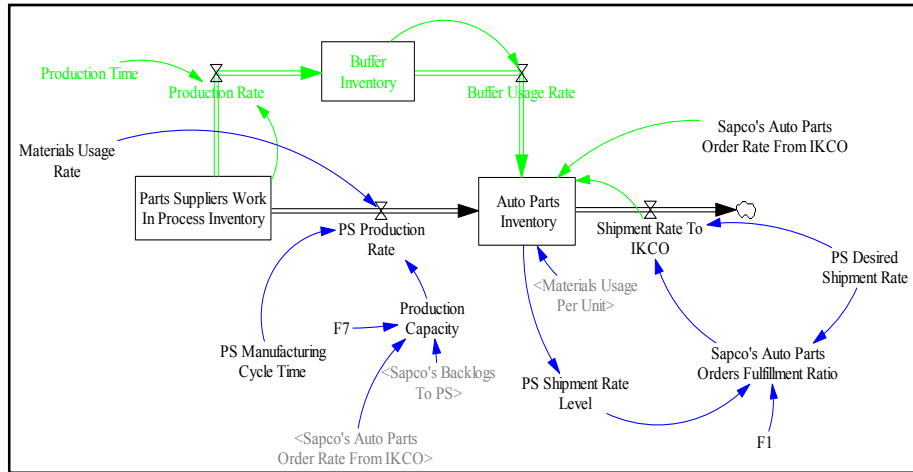 Buffer
Inventory
Production Time
Production Rate
Buffer Usage Rate
Sapco's Auto Parts
Order Rate From IKCO
Materials Usage
Rate
Parts Suppliers Work
In Process Inventory
Auto Parts
Inventory
PS Production
Rate
Shipment Rate To
IKCO
PS Desired
Shipment Rate
<Materials Usage
Per Unit>
Production
Capacity
F7
PS Manufacturing
Cycle Time
<Sapco's Backlogs
To PS>
PS Shipment Rate
Level
Sapco's Auto Parts
Orders Fulfillment Ratio
<Sapco's Auto Parts
Order Rate From IKCO>
F1